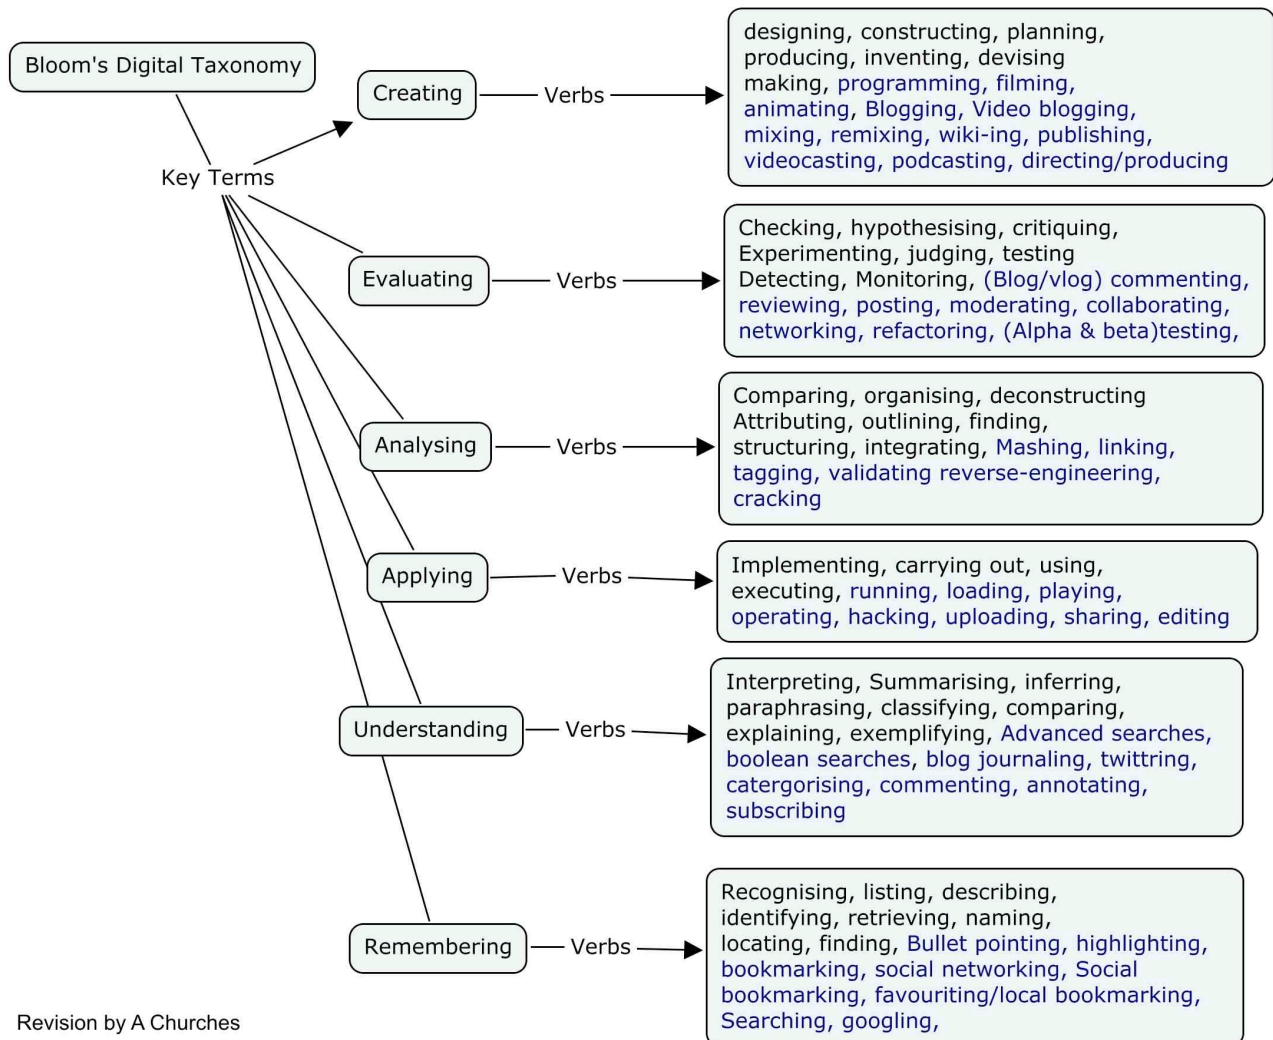 Bloom's Digital Taxonomy
Key Terms
Creating
Verbs
designing, constructing, planning,
producing, inventing, devising
making, programming, filming,
animating, Blogging, Video blogging,
mixing, remixing, wiki-ing, publishing,
videocasting, podcasting, directing/producing
Evaluating
Verbs
Checking, hypothesising, critiquing,
Experimenting, judging, testing
Detecting, Monitoring, (Blog/vlog) commenting,
reviewing, posting, moderating, collaborating,
networking, refactoring, (Alpha & beta)testing,
Analysing
Verbs
Comparing, organising, deconstructing
Attributing, outlining, finding,
structuring, integrating, Mashing, linking,
tagging, validating reverse-engineering,
cracking
Applying
Verbs
Implementing, carrying out, using,
executing, running, loading, playing,
operating, hacking, uploading, sharing, editing
Understanding
Verbs
Interpreting, Summarising, inferring,
paraphrasing, classifying, comparing,
explaining, exemplifying, Advanced searches,
boolean searches, blog journaling, twittring,
catergorising, commenting, annotating,
subscribing
Remembering
Verbs
Recognising, listing, describing,
identifying, retrieving, naming,
locating, finding, Bullet pointing, highlighting,
bookmarking, social networking, Social
bookmarking, favouriting/local bookmarking,
Searching, googling,
Revision by A Churches